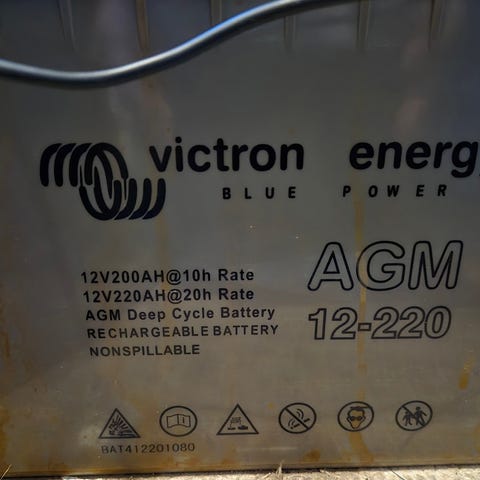 victron energy
BLUE POWER
12V200AH@10h Rate
12V220AH@20h Rate
AGM Deep Cycle Battery
RECHARGEABLE BATTERY
NONSPILLABLE
AGM
12-220
BAT412201080